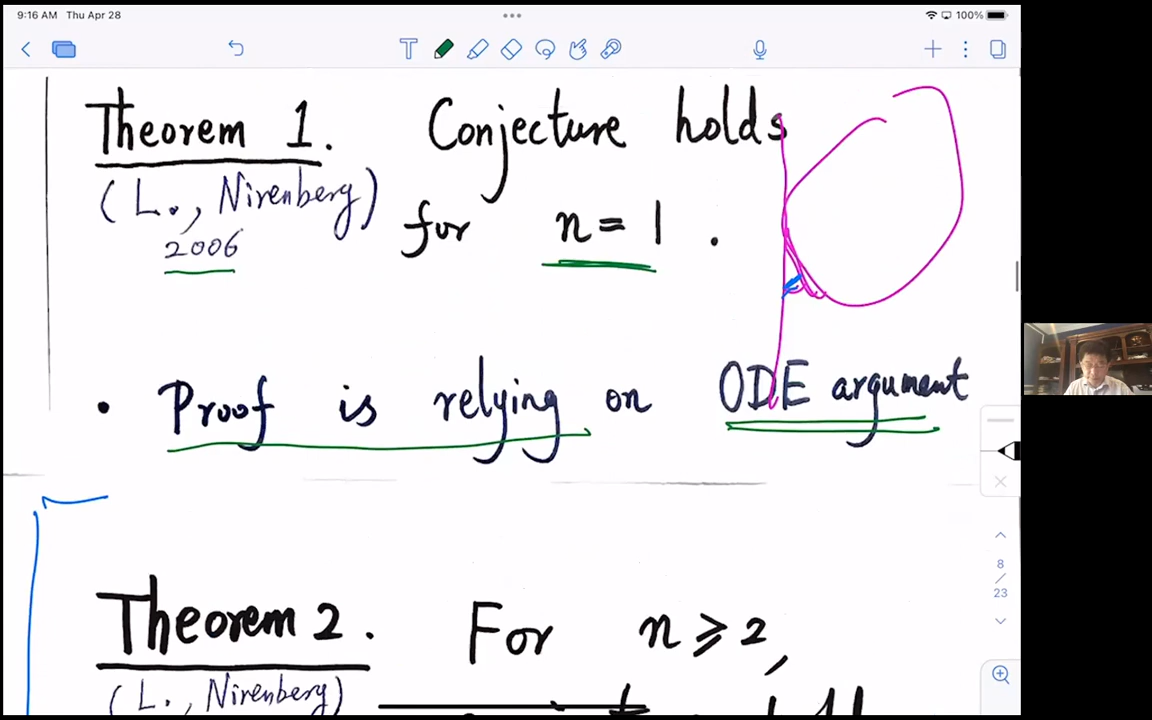 9:16 AM Thu Apr 28
100%
Theorem 1. Conjecture holds
(L., Nirenberg) for n = 1 .
2006
• Proof is relying on ODE argument
8
/
23
Theorem 2. For n ⩾ 2,
(L., Nirenberg)